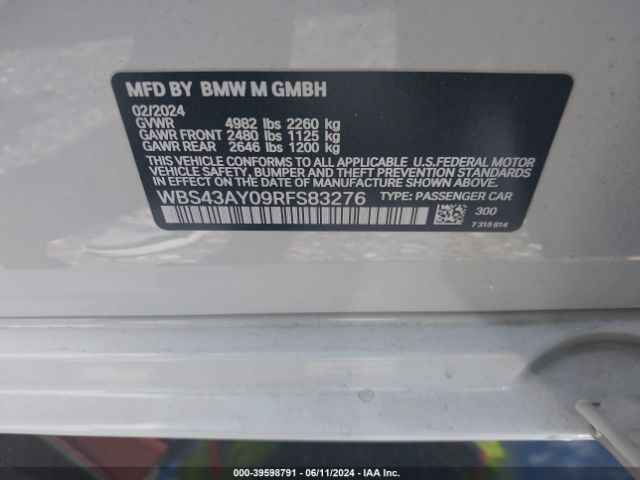 MFD BY BMW M GMBH
02/2024
GVWR 4982 lbs 2260 kg
GAWR FRONT 2480 lbs 1125 kg
GAWR REAR 2646 lbs 1200 kg
THIS VEHICLE CONFORMS TO ALL APPLICABLE U.S.FEDERAL MOTOR
VEHICLE SAFETY, BUMPER, AND THEFT PREVENTION STANDARDS
IN EFFECT ON THE DATE OF MANUFACTURE SHOWN ABOVE.
WBS43AY09RFS83276 TYPE: PASSENGER CAR
300
7 315 814
000-39598791 - 06/11/2024 - IAA Inc.